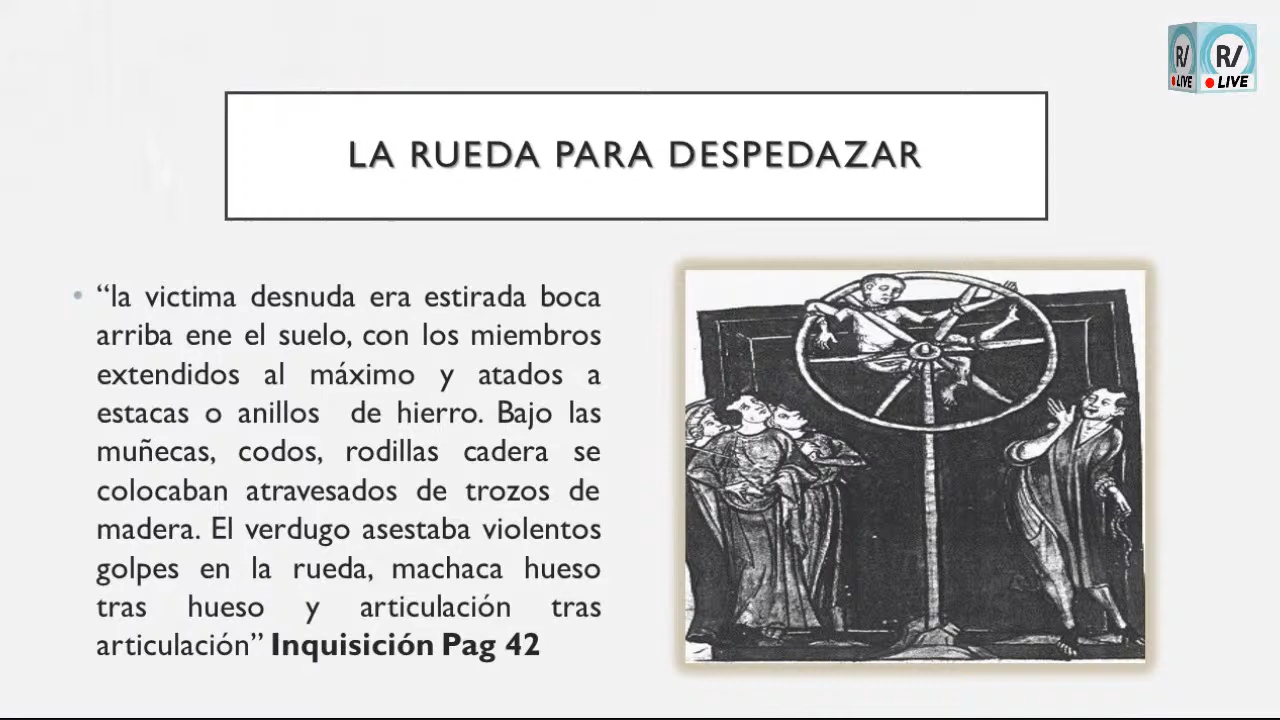 R/ R/
LIVE LIVE
LA RUEDA PARA DESPEDAZAR
• “la victima desnuda era estirada boca
arriba ene el suelo, con los miembros
extendidos al máximo y atados a
estacas o anillos de hierro. Bajo las
muñecas, codos, rodillas cadera se
colocaban atravesados de trozos de
madera. El verdugo asestaba violentos
golpes en la rueda, machaca hueso
tras hueso y articulación tras
articulación” Inquisición Pag 42